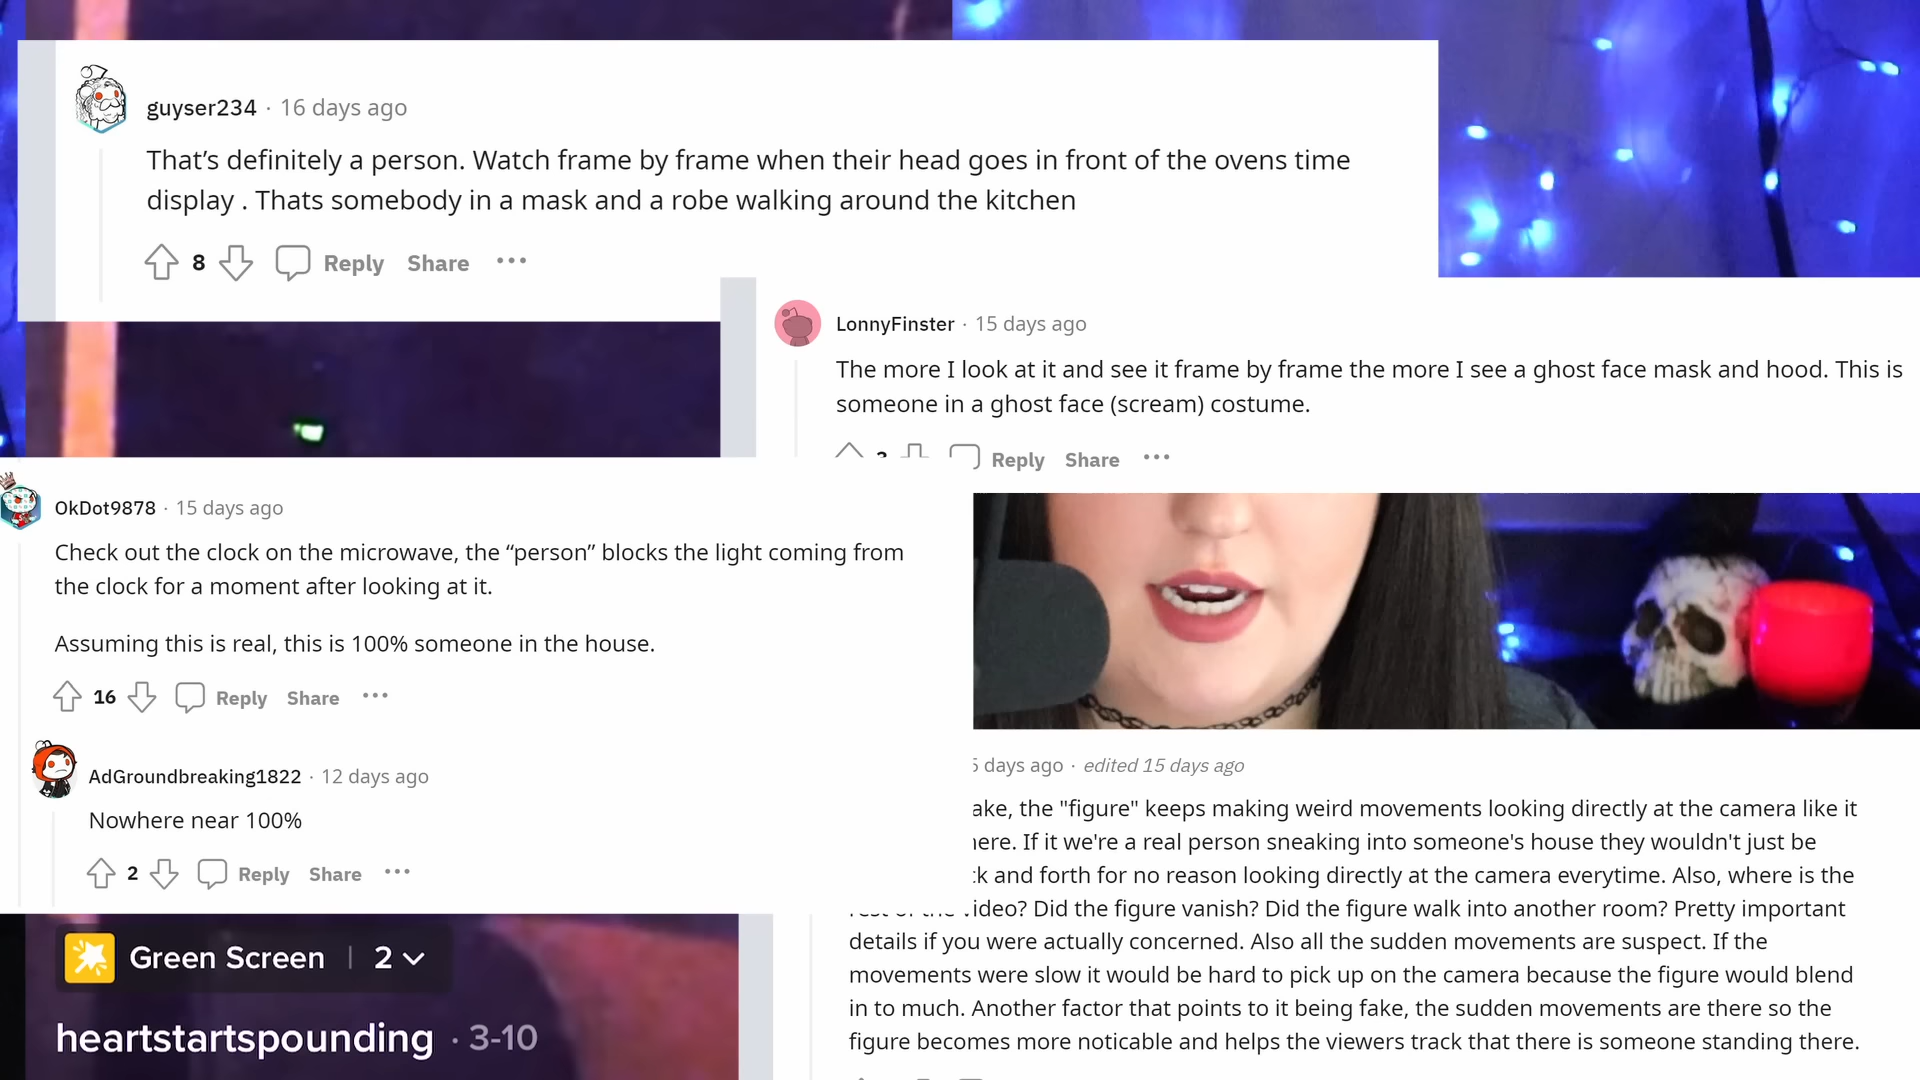 guyser234 · 16 days ago
That’s definitely a person. Watch frame by frame when their head goes in front of the ovens time
display . Thats somebody in a mask and a robe walking around the kitchen
8 Reply Share ···
LonnyFinster · 15 days ago
The more I look at it and see it frame by frame the more I see a ghost face mask and hood. This is
someone in a ghost face (scream) costume.
Reply Share ···
OkDot9878 · 15 days ago
Check out the clock on the microwave, the “person” blocks the light coming from
the clock for a moment after looking at it.
Assuming this is real, this is 100% someone in the house.
16 Reply Share ···
AdGroundbreaking1822 · 12 days ago
Nowhere near 100%
2 Reply Share ···
days ago · edited 15 days ago
the "figure" keeps making weird movements looking directly at the camera like it
If it we're a real person sneaking into someone's house they wouldn't just be
and forth for no reason looking directly at the camera everytime. Also, where is the
video? Did the figure vanish? Did the figure walk into another room? Pretty important
details if you were actually concerned. Also all the sudden movements are suspect. If the
movements were slow it would be hard to pick up on the camera because the figure would blend
in to much. Another factor that points to it being fake, the sudden movements are there so the
figure becomes more noticable and helps the viewers track that there is someone standing there.
Green Screen | 2
heartstartspounding · 3-10